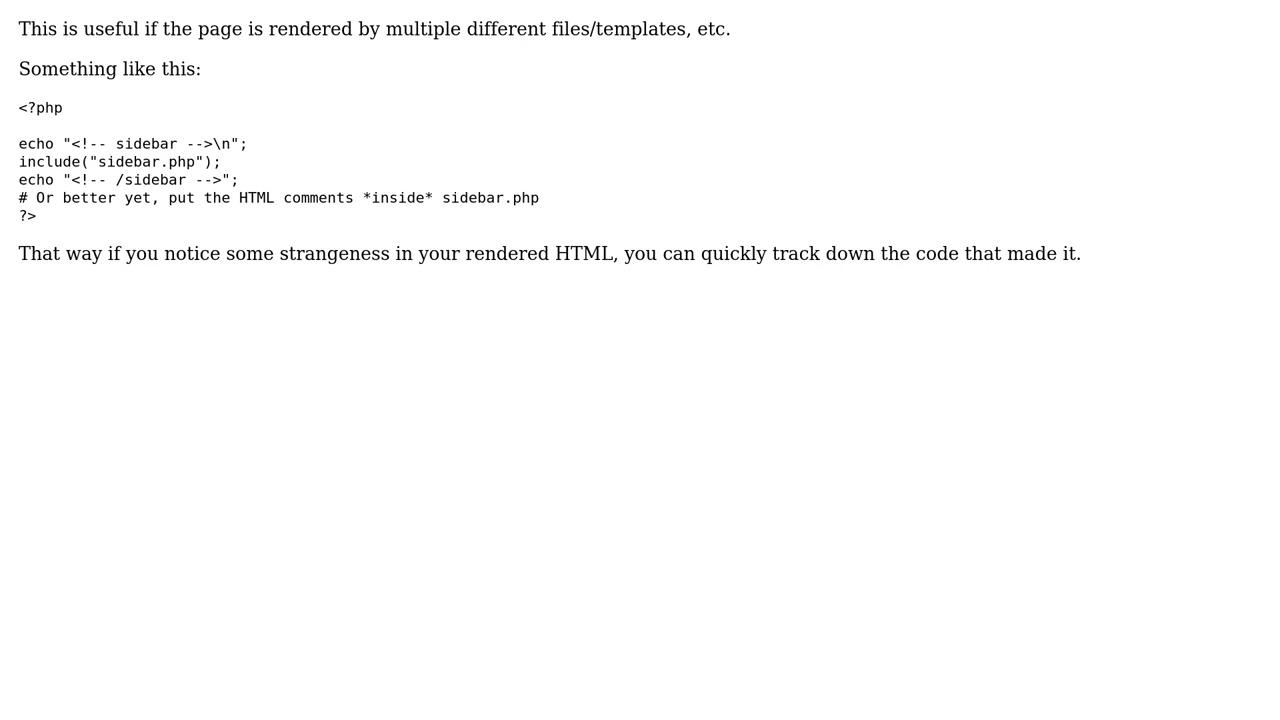 This is useful if the page is rendered by multiple different files/templates, etc.
Something like this:
<?php
echo "<!-- sidebar -->\n";
include("sidebar.php");
echo "<!-- /sidebar -->";
# Or better yet, put the HTML comments *inside* sidebar.php
?>
That way if you notice some strangeness in your rendered HTML, you can quickly track down the code that made it.